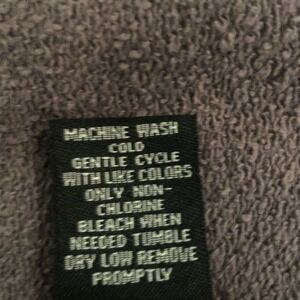 MACHINE WASH
COLD
GENTLE CYCLE
WITH LIKE COLORS
ONLY NON-
CHLORINE
BLEACH WHEN
NEEDED TUMBLE
DRY LOW REMOVE
PROMPTLY